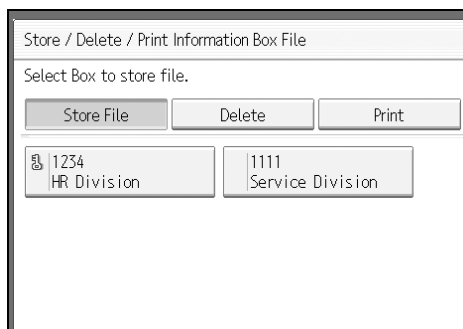 Store / Delete / Print Information Box File
Select Box to store file.
Store File Delete Print
1234 1111
HR Division Service Division